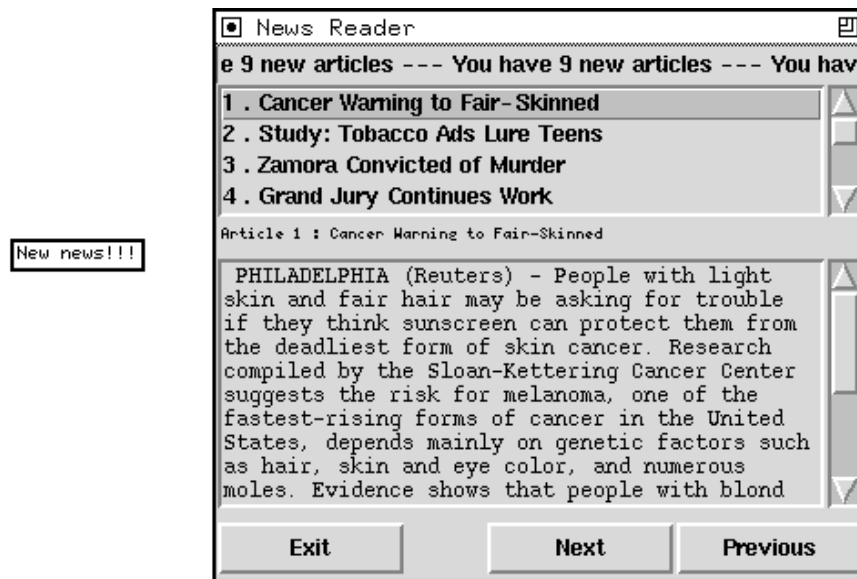 News Reader
e 9 new articles --- You have 9 new articles --- You hav
1 . Cancer Warning to Fair-Skinned
2 . Study: Tobacco Ads Lure Teens
3 . Zamora Convicted of Murder
4 . Grand Jury Continues Work
New news!!!
Article 1 : Cancer Warning to Fair-Skinned
PHILADELPHIA (Reuters) - People with light
skin and fair hair may be asking for trouble
if they think sunscreen can protect them from
the deadliest form of skin cancer. Research
compiled by the Sloan-Kettering Cancer Center
suggests the risk for melanoma, one of the
fastest-rising forms of cancer in the United
States, depends mainly on genetic factors such
as hair, skin and eye color, and numerous
moles. Evidence shows that people with blond
Exit Next Previous